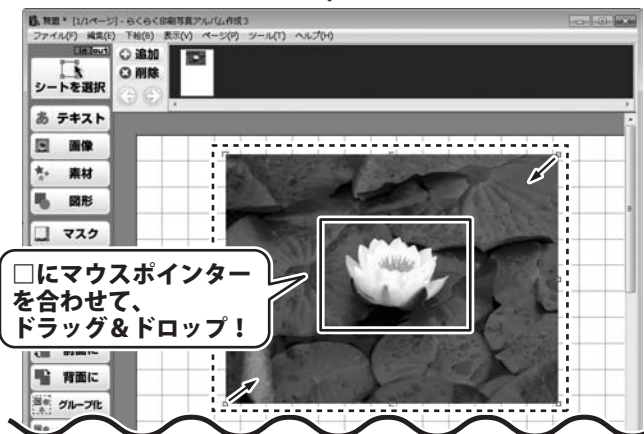 無題 * [1/1ページ] - らくらく印刷写真アルバム作成3
ファイル(F) 編集(E) 下絵(B) 表示(V) ページ(P) ツール(T) ヘルプ(H)
in out
追加
シートを選択
削除
あ テキスト
画像
素材
図形
マスク
□にマウスポインター
を合わせて、
ドラッグ&ドロップ!
前面に
背面に
グループ化